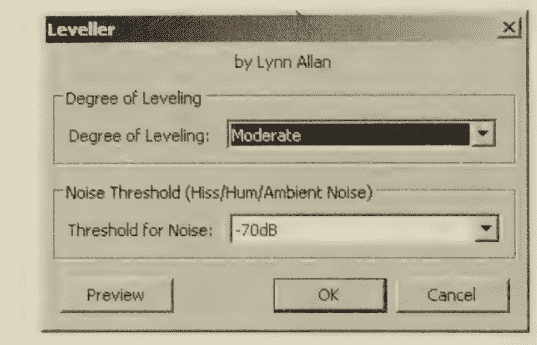 Leveller
by Lynn Allan
Degree of Leveling
Degree of Leveling: Moderate
Noise Threshold (Hiss/Hum/Ambient Noise)
Threshold for Noise: -70dB
Preview OK Cancel